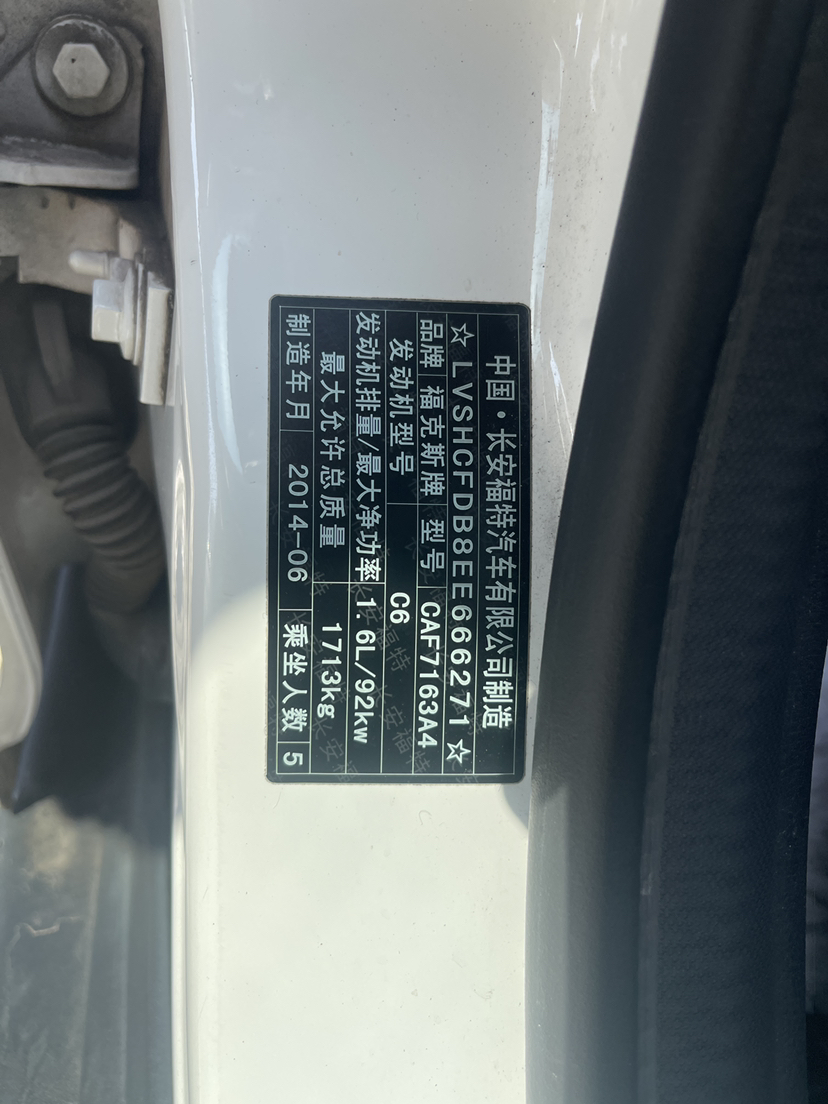 中国·长安福特汽车有限公司制造
☆LVSHCFDB8EE666271☆
品牌 福克斯牌 型号 CAF7163A4
发动机型号 C6
发动机排量/最大净功率 1.6L/92kw
最大允许总质量 1713kg
制造年月 2014-06 乘坐人数 5